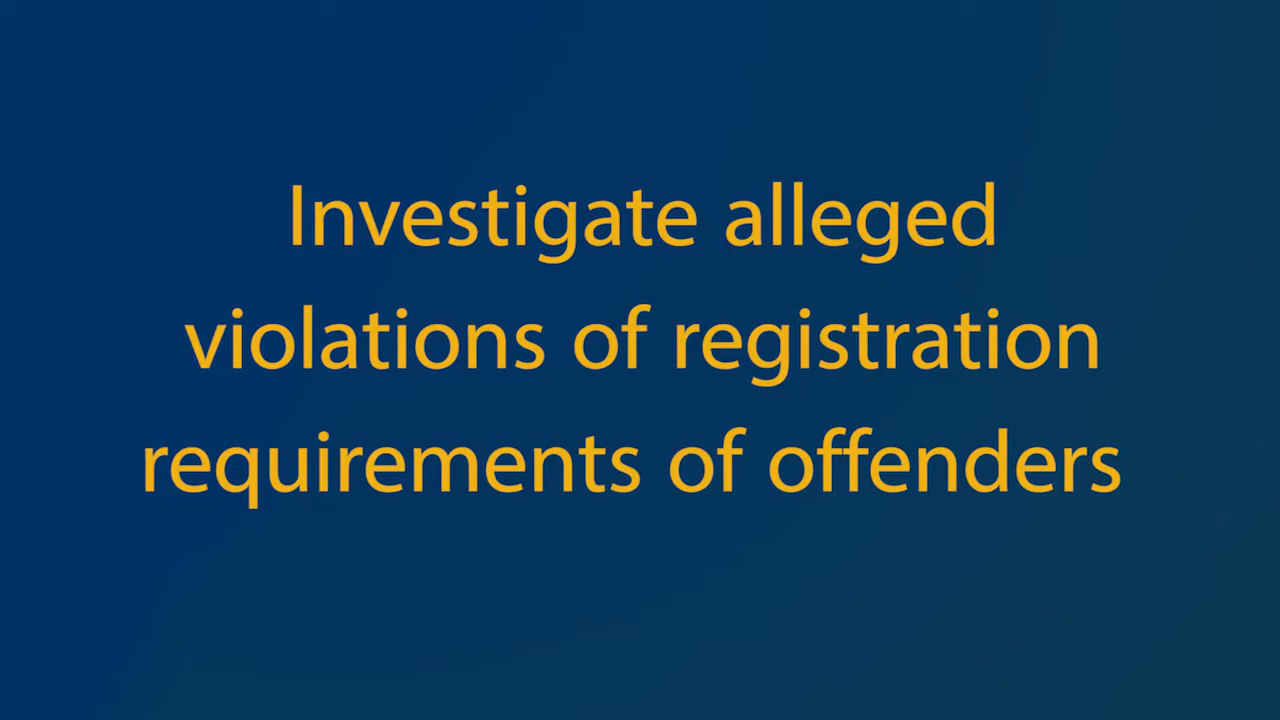 Investigate alleged
violations of registration
requirements of offenders